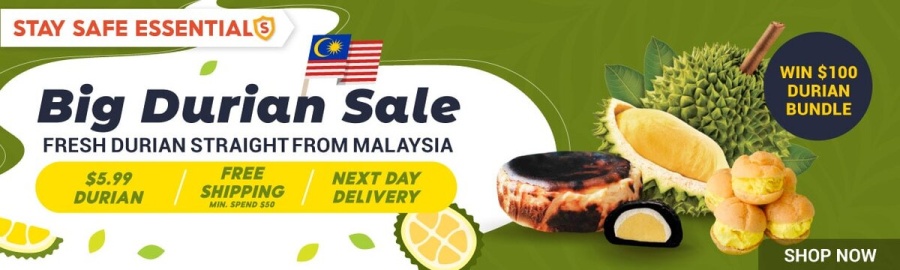 STAY SAFE ESSENTIALS
Big Durian Sale
FRESH DURIAN STRAIGHT FROM MALAYSIA
$5.99
DURIAN
FREE
SHIPPING
MIN. SPEND $50
NEXT DAY
DELIVERY
WIN $100
DURIAN
BUNDLE
SHOP NOW